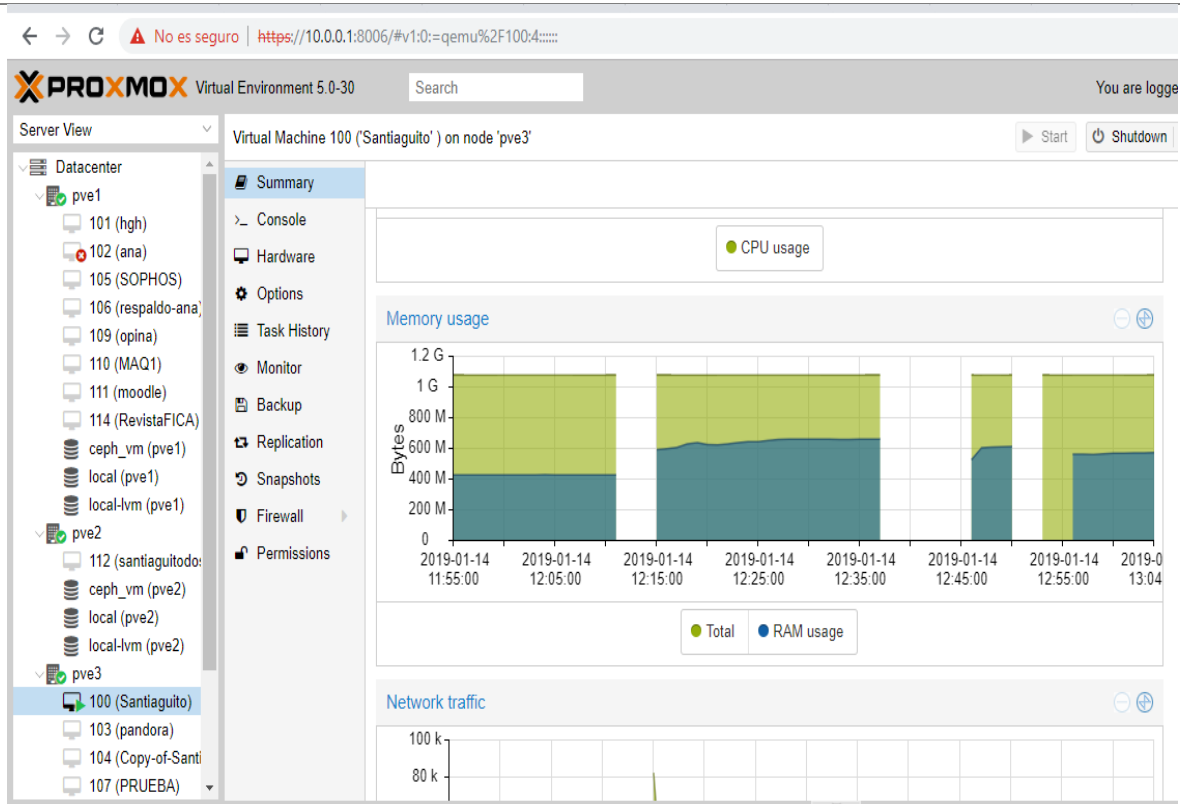 No es seguro | https://10.0.0.1:8006/#v1:0:=qemu%2F100:4::::::
PROXMOX Virtual Environment 5.0-30 Search You are logge
Server View
Datacenter
pve1
101 (hgh)
102 (ana)
105 (SOPHOS)
106 (respaldo-ana)
109 (opina)
110 (MAQ1)
111 (moodle)
114 (RevistaFICA)
ceph_vm (pve1)
local (pve1)
local-lvm (pve1)
pve2
112 (santiaguitodos
ceph_vm (pve2)
local (pve2)
local-lvm (pve2)
pve3
100 (Santiaguito)
103 (pandora)
104 (Copy-of-Santi
107 (PRUEBA)
Virtual Machine 100 ('Santiaguito' ) on node 'pve3' Start Shutdown
Summary
Console
Hardware
Options
Task History
Monitor
Backup
Replication
Snapshots
Firewall
Permissions
CPU usage
Memory usage
Bytes
1.2 G
1 G
800 M
600 M
400 M
200 M
0
2019-01-14 2019-01-14 2019-01-14 2019-01-14 2019-01-14 2019-01-14 2019-01-14 2019-0
11:55:00 12:05:00 12:15:00 12:25:00 12:35:00 12:45:00 12:55:00 13:04
Total RAM usage
Network traffic
100 k
80 k